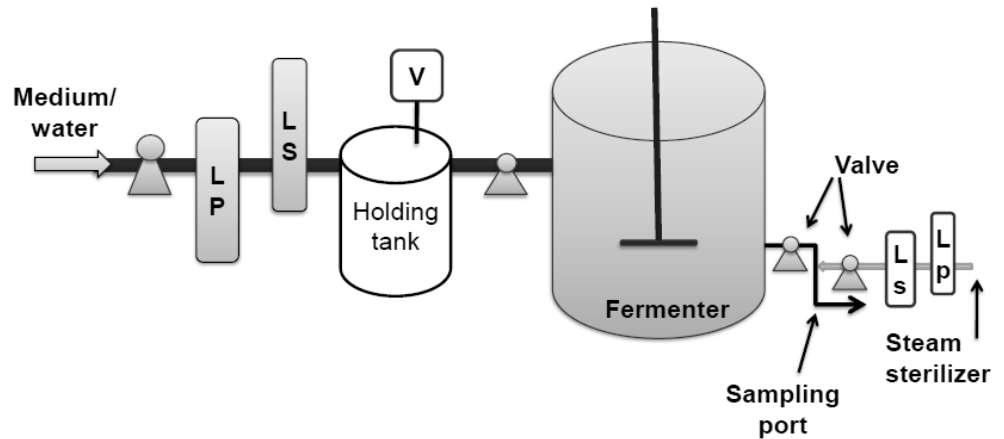 Medium/
water
L
P
L
S
V
Holding
tank
Fermenter
Valve
L
s
L
p
Steam
sterilizer
Sampling
port